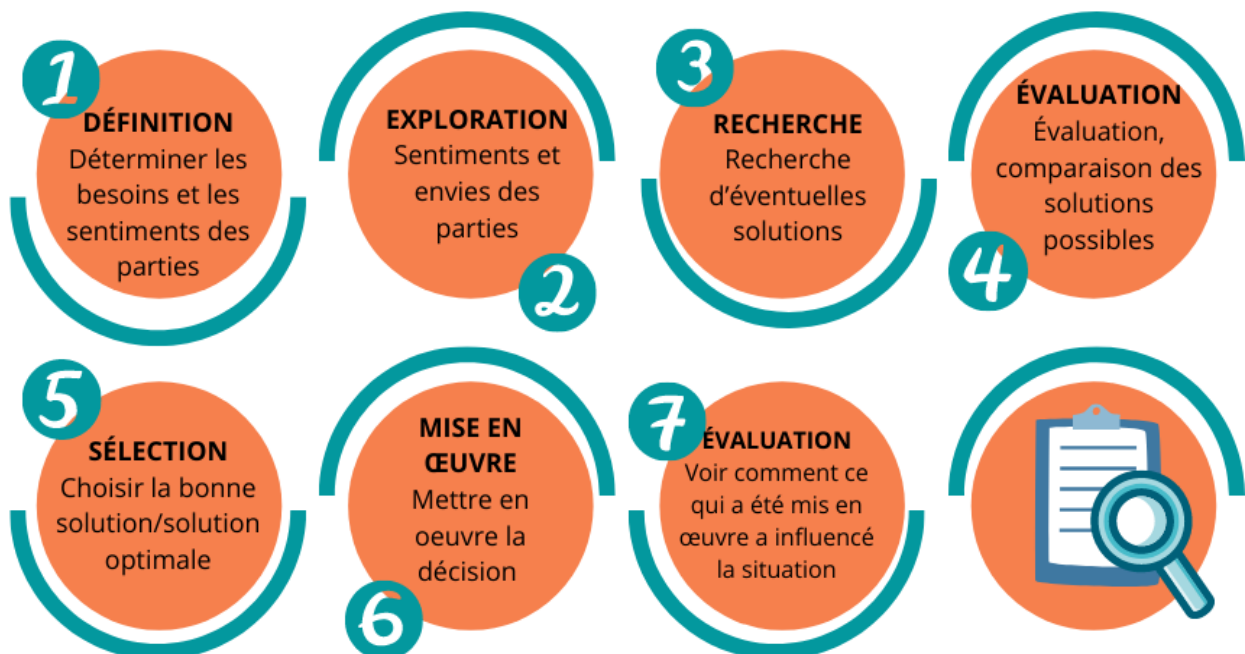 1
DÉFINITION
Déterminer les
besoins et les
sentiments des
parties
EXPLORATION
Sentiments et
envies des
parties
2
3
RECHERCHE
Recherche
d'éventuelles
solutions
ÉVALUATION
Évaluation,
comparaison des
solutions
possibles
4
5
SÉLECTION
Choisir la bonne
solution/solution
optimale
MISE EN
ŒUVRE
Mettre en
oeuvre la
décision
6
7
ÉVALUATION
Voir comment ce
qui a été mis en
œuvre a influencé
la situation